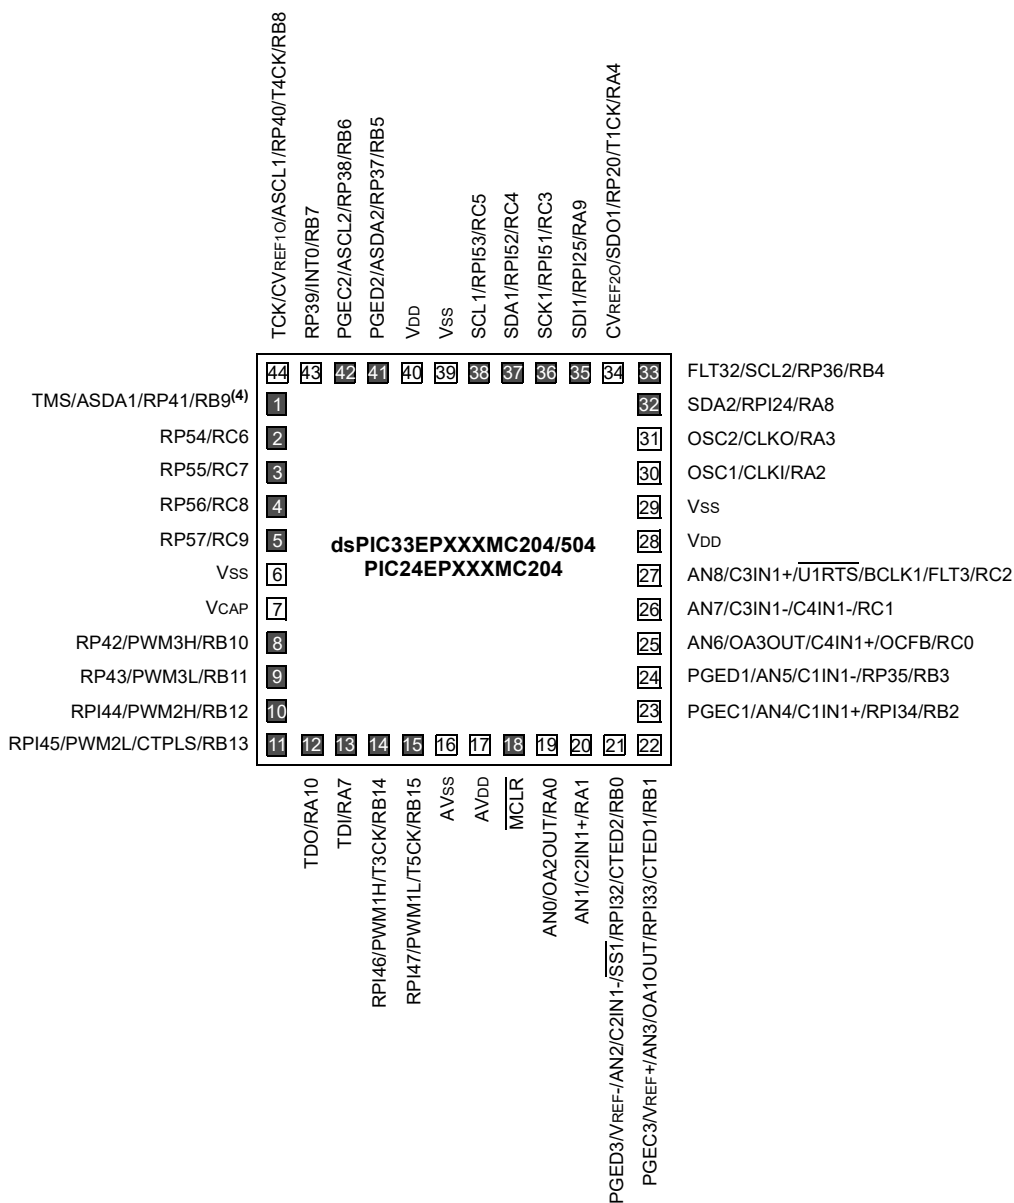 TCK/CVREF1O/ASCL1/RP40/T4CK/RB8
RP39/INT0/RB7
PGEC2/ASCL2/RP38/RB6
PGED2/ASDA2/RP37/RB5
VDD
VSS
SCL1/RPI53/RC5
SDA1/RPI52/RC4
SCK1/RPI51/RC3
SDI1/RPI25/RA9
CVREF2O/SDO1/RP20/T1CK/RA4
44 43 42 41 40 39 38 37 36 35 34 33 FLT32/SCL2/RP36/RB4
TMS/ASDA1/RP41/RB9(4) 1 32 SDA2/RPI24/RA8
RP54/RC6 2 31 OSC2/CLKO/RA3
RP55/RC7 3 30 OSC1/CLKI/RA2
RP56/RC8 4 29 VSS
RP57/RC9 5 dsPIC33EPXXXMC204/504 28 VDD
PIC24EPXXXMC204
VSS 6 27 AN8/C3IN1+/U1RTS/BCLK1/FLT3/RC2
VCAP 7 26 AN7/C3IN1-/C4IN1-/RC1
RP42/PWM3H/RB10 8 25 AN6/OA3OUT/C4IN1+/OCFB/RC0
RP43/PWM3L/RB11 9 24 PGED1/AN5/C1IN1-/RP35/RB3
RPI44/PWM2H/RB12 10 23 PGEC1/AN4/C1IN1+/RPI34/RB2
RPI45/PWM2L/CTPLS/RB13 11 12 13 14 15 16 17 18 19 20 21 22
TDO/RA10
TDI/RA7
RPI46/PWM1H/T3CK/RB14
RPI47/PWM1L/T5CK/RB15
AVSS
AVDD
MCLR
AN0/OA2OUT/RA0
AN1/C2IN1+/RA1
PGED3/VREF-/AN2/C2IN1-/SS1/RPI32/CTED2/RB0
PGEC3/VREF+/AN3/OA1OUT/RPI33/CTED1/RB1